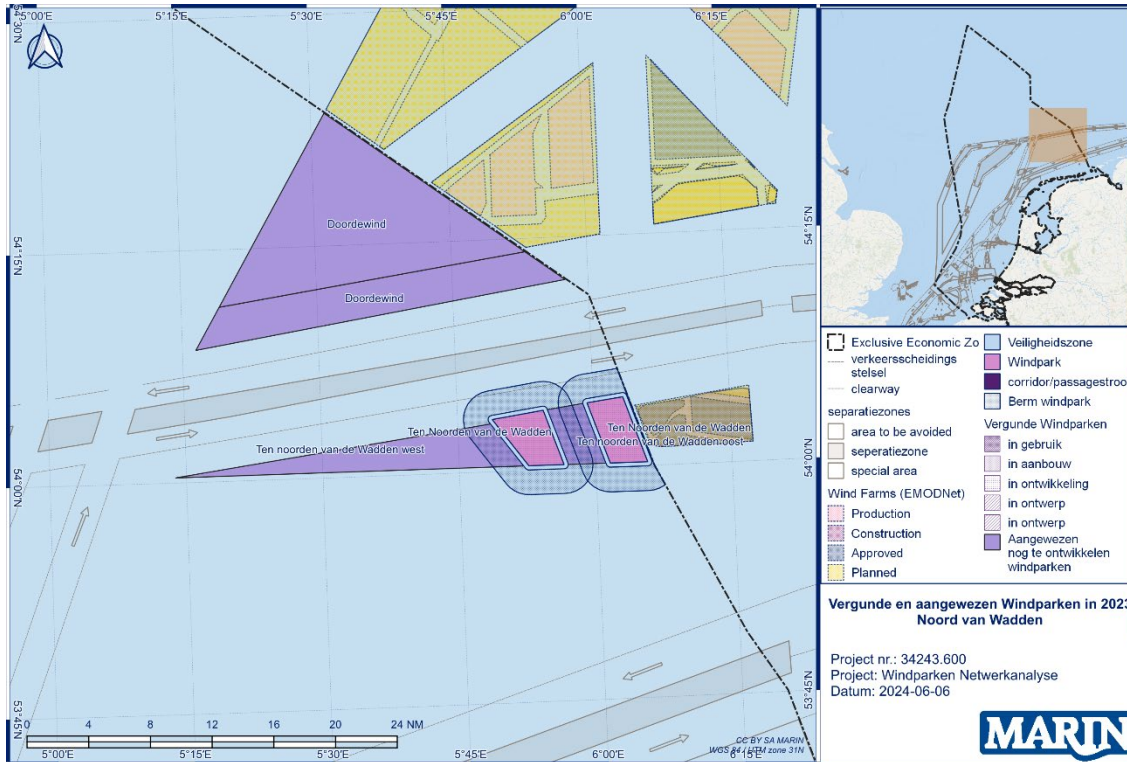 5°00'E
5°15'E
5°30'E
5°45'E
6°00'E
6°15'E
54°30'N
54°30'N
54°15'N
54°15'N
54°00'N
54°00'N
53°45'N
53°45'N
Doordewind
Doordewind
Ten Noorden van de Wadden
Ten noorden van de Wadden west
Ten Noorden van de Wadden
Ten noorden van de Wadden oost
0 4 8 12 16 20 24 NM
5°00'E
5°15'E
5°30'E
5°45'E
6°00'E
6°15'E
CC BY SA MARIN
WGS 84 / UTM zone 31N
Exclusive Economic Zo
verkeersscheidings
stelsel
clearway
separatiezones
area to be avoided
seperatiezone
special area
Wind Farms (EMODNet)
Production
Construction
Approved
Planned
Veiligheidszone
Windpark
corridor/passagestroo
Berm windpark
Vergunde Windparken
in gebruik
in aanbouw
in ontwikkeling
in ontwerp
in ontwerp
Aangewezen
nog te ontwikkelen
windparken
Vergunde en aangewezen Windparken in 2023
Noord van Wadden
Project nr.: 34243.600
Project: Windparken Netwerkanalyse
Datum: 2024-06-06
MARIN